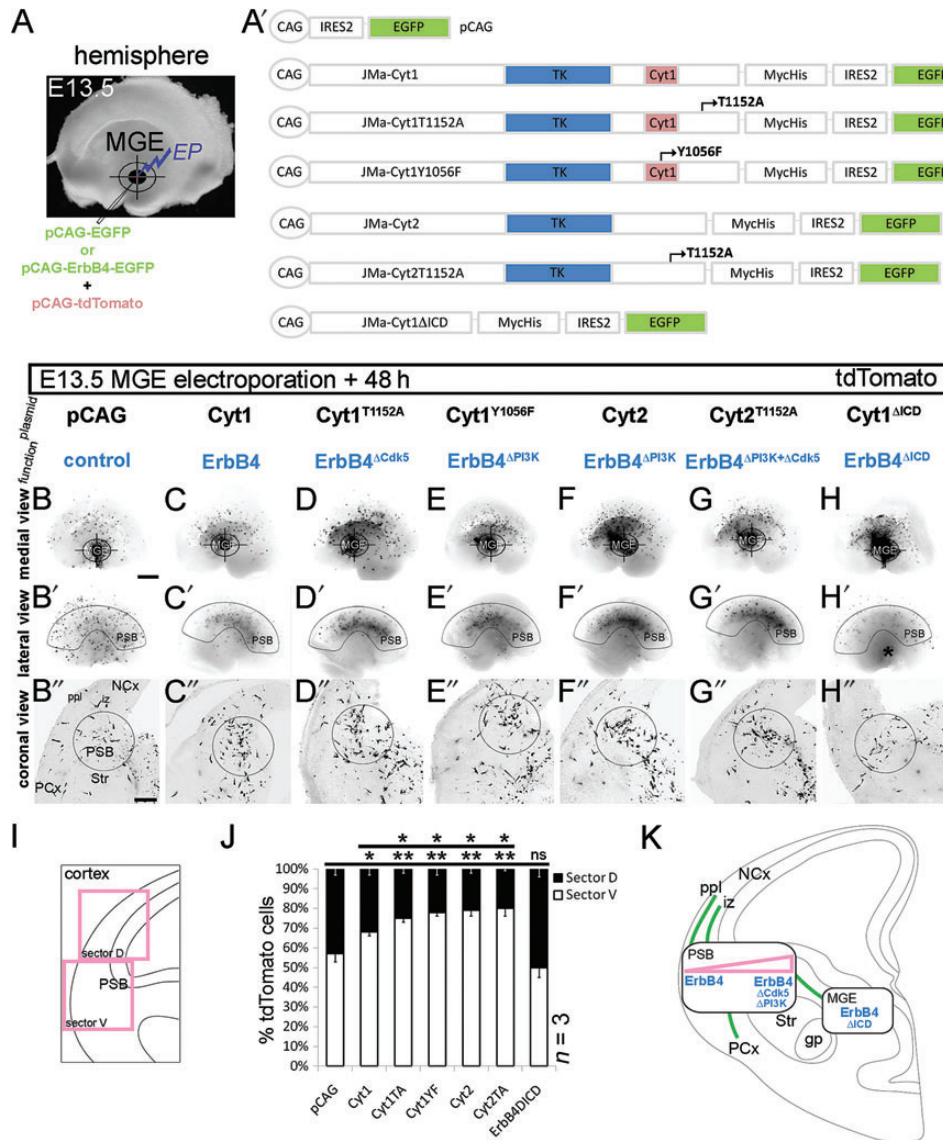 A
hemisphere
E13.5
MGE
EP
pCAG-EGFP
or
pCAG-ErbB4-EGFP
+
pCAG-tdTomato
A′
CAG IRES2 EGFP pCAG
CAG JMa-Cyt1 TK Cyt1 MycHis IRES2 EGFP
T1152A
CAG JMa-Cyt1T1152A TK Cyt1 MycHis IRES2 EGFP
Y1056F
CAG JMa-Cyt1Y1056F TK Cyt1 MycHis IRES2 EGFP
CAG JMa-Cyt2 TK MycHis IRES2 EGFP
T1152A
CAG JMa-Cyt2T1152A TK MycHis IRES2 EGFP
CAG JMa-Cyt1ΔICD MycHis IRES2 EGFP
E13.5 MGE electroporation + 48 h tdTomato
plasmid pCAG Cyt1 Cyt1T1152A Cyt1Y1056F Cyt2 Cyt2T1152A Cyt1ΔICD
function control ErbB4 ErbB4ΔCdk5 ErbB4ΔPI3K ErbB4ΔPI3K ErbB4ΔPI3K+ΔCdk5 ErbB4ΔICD
medial view
B C D E F G H
MGE MGE MGE MGE MGE MGE MGE
lateral view
B′ C′ D′ E′ F′ G′ H′
PSB PSB PSB PSB PSB PSB PSB
*
coronal view
B″ C″ D″ E″ F″ G″ H″
NCx
ppl
iz
PSB
Str
PCx
I
cortex
sector D
PSB
sector V
J
* * * *
* ** ** ** ** ns
100%
90%
80%
70%
60%
50%
40%
30%
20%
10%
0%
% tdTomato cells
Sector D
Sector V
n = 3
pCAG
Cyt1
Cyt1TA
Cyt1YF
Cyt2
Cyt2TA
ErbB4DICD
K
NCx
ppl
iz
PSB
ErbB4
ErbB4
ΔCdk5
ΔPI3K
MGE
ErbB4
ΔICD
Str
gp
PCx